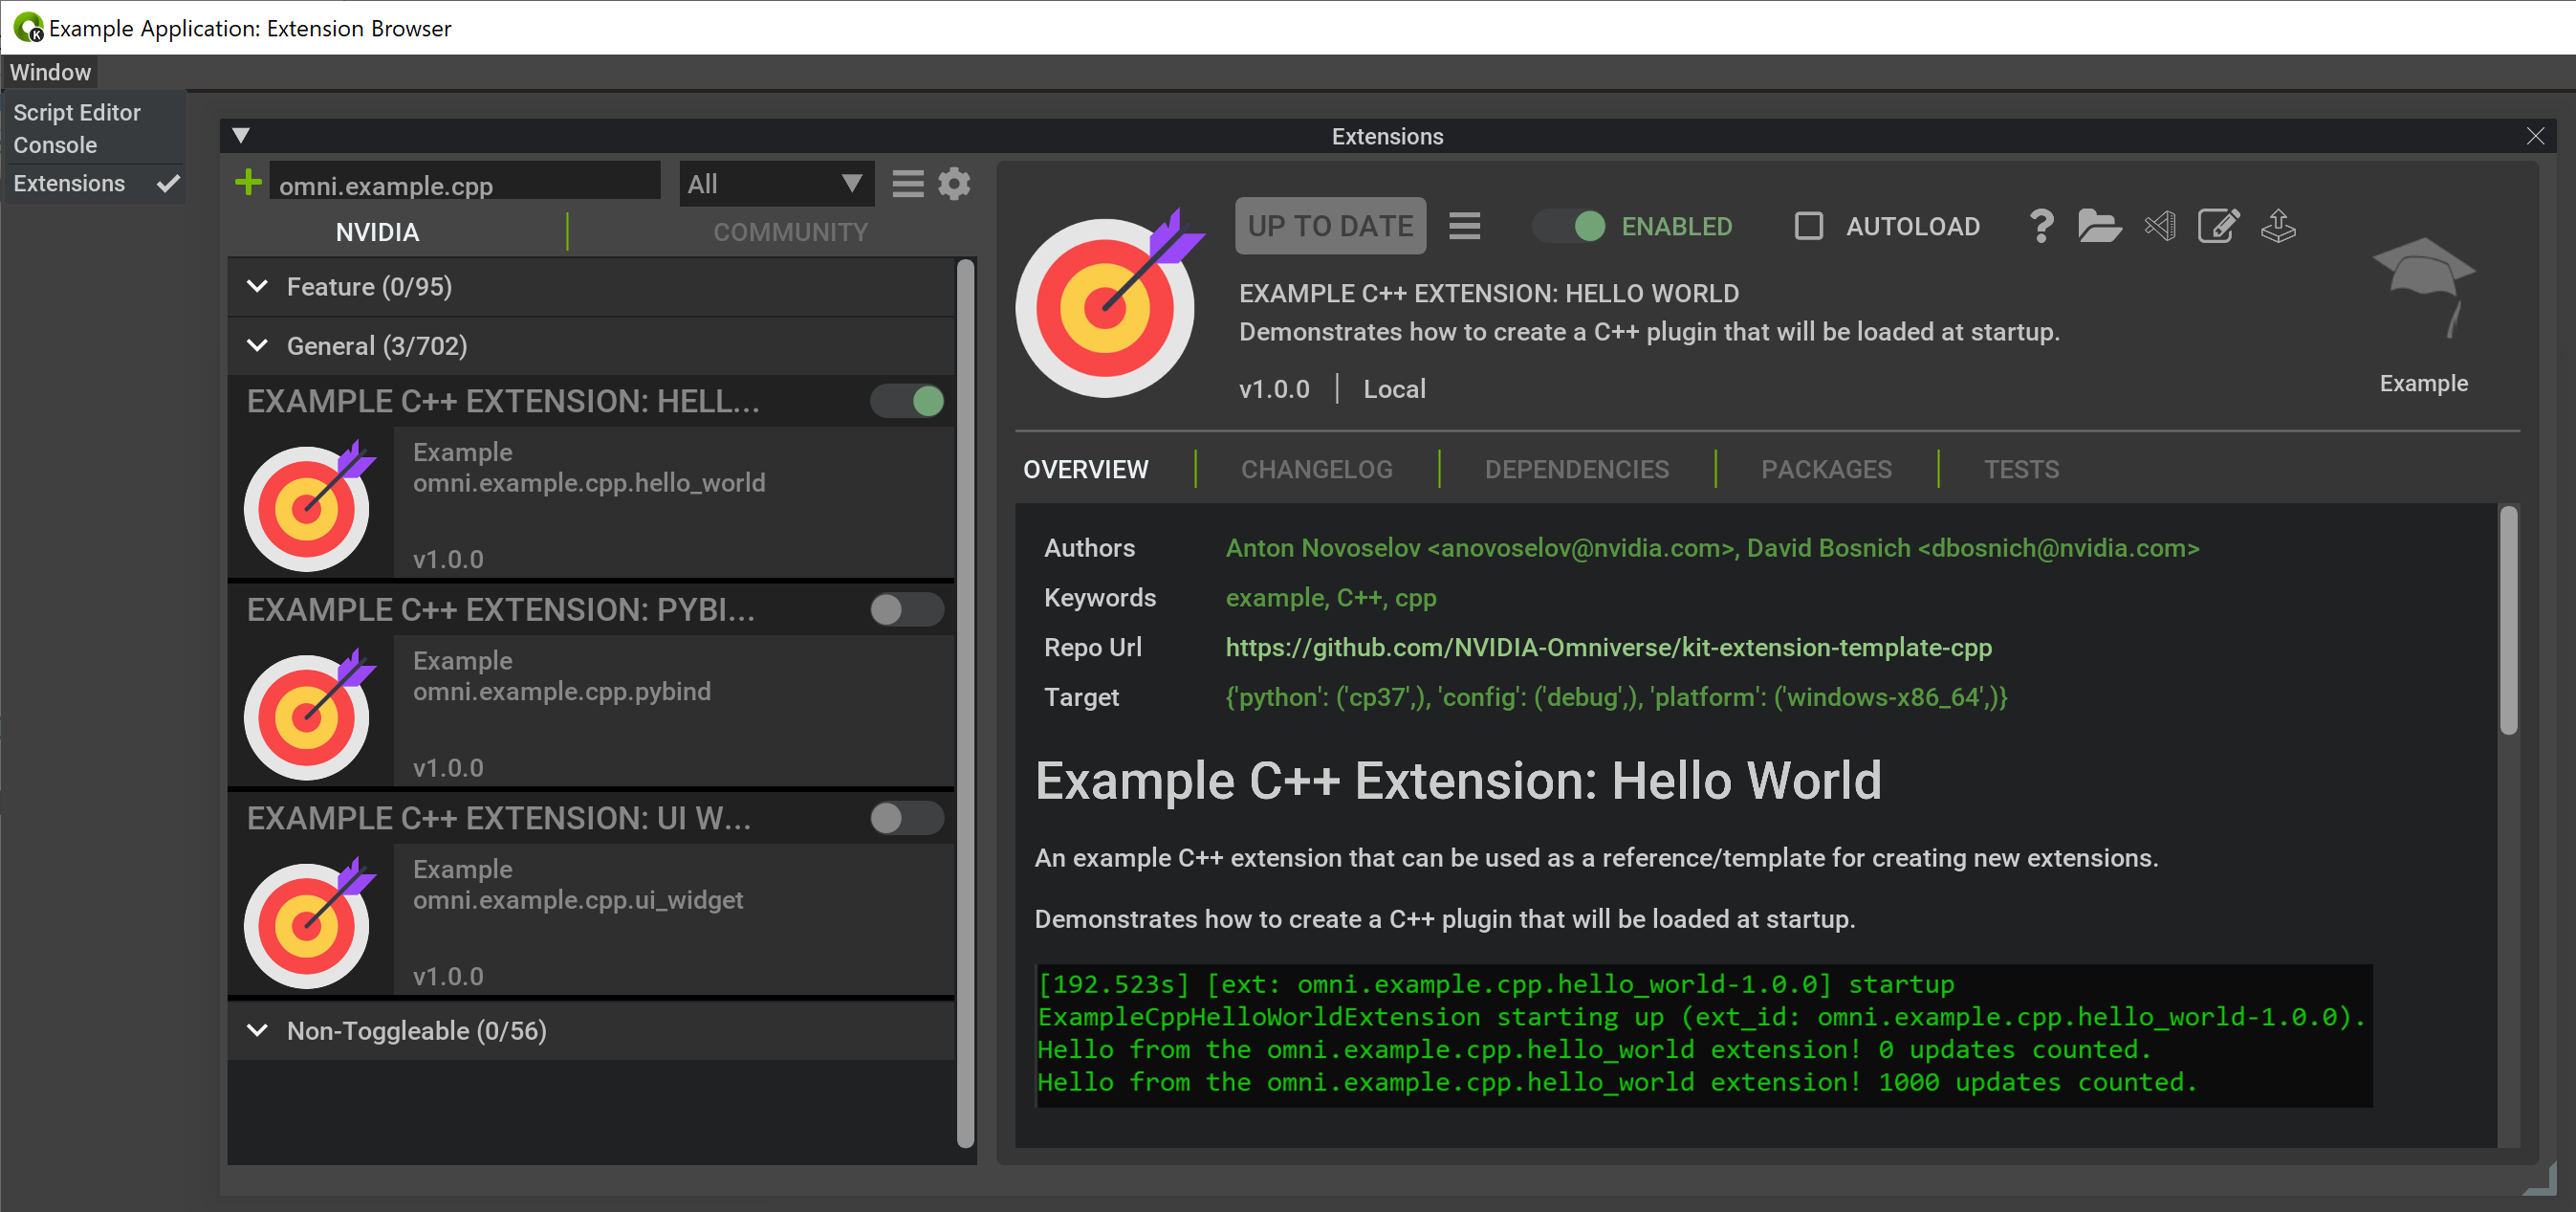 Example Application: Extension Browser
Window
Script Editor
Console
Extensions
Extensions
omni.example.cpp
All
NVIDIA
COMMUNITY
Feature (0/95)
General (3/702)
EXAMPLE C++ EXTENSION: HELL...
Example
omni.example.cpp.hello_world
v1.0.0
EXAMPLE C++ EXTENSION: PYBI...
Example
omni.example.cpp.pybind
v1.0.0
EXAMPLE C++ EXTENSION: UI W...
Example
omni.example.cpp.ui_widget
v1.0.0
Non-Toggleable (0/56)
UP TO DATE
ENABLED
AUTOLOAD
?
EXAMPLE C++ EXTENSION: HELLO WORLD
Demonstrates how to create a C++ plugin that will be loaded at startup.
v1.0.0 | Local
Example
OVERVIEW
CHANGELOG
DEPENDENCIES
PACKAGES
TESTS
Authors Anton Novoselov <anovoselov@nvidia.com>, David Bosnich <dbosnich@nvidia.com>
Keywords example, C++, cpp
Repo Url https://github.com/NVIDIA-Omniverse/kit-extension-template-cpp
Target {'python': ('cp37',), 'config': ('debug',), 'platform': ('windows-x86_64',)}
Example C++ Extension: Hello World
An example C++ extension that can be used as a reference/template for creating new extensions.
Demonstrates how to create a C++ plugin that will be loaded at startup.
[192.523s] [ext: omni.example.cpp.hello_world-1.0.0] startup
ExampleCppHelloWorldExtension starting up (ext_id: omni.example.cpp.hello_world-1.0.0).
Hello from the omni.example.cpp.hello_world extension! 0 updates counted.
Hello from the omni.example.cpp.hello_world extension! 1000 updates counted.